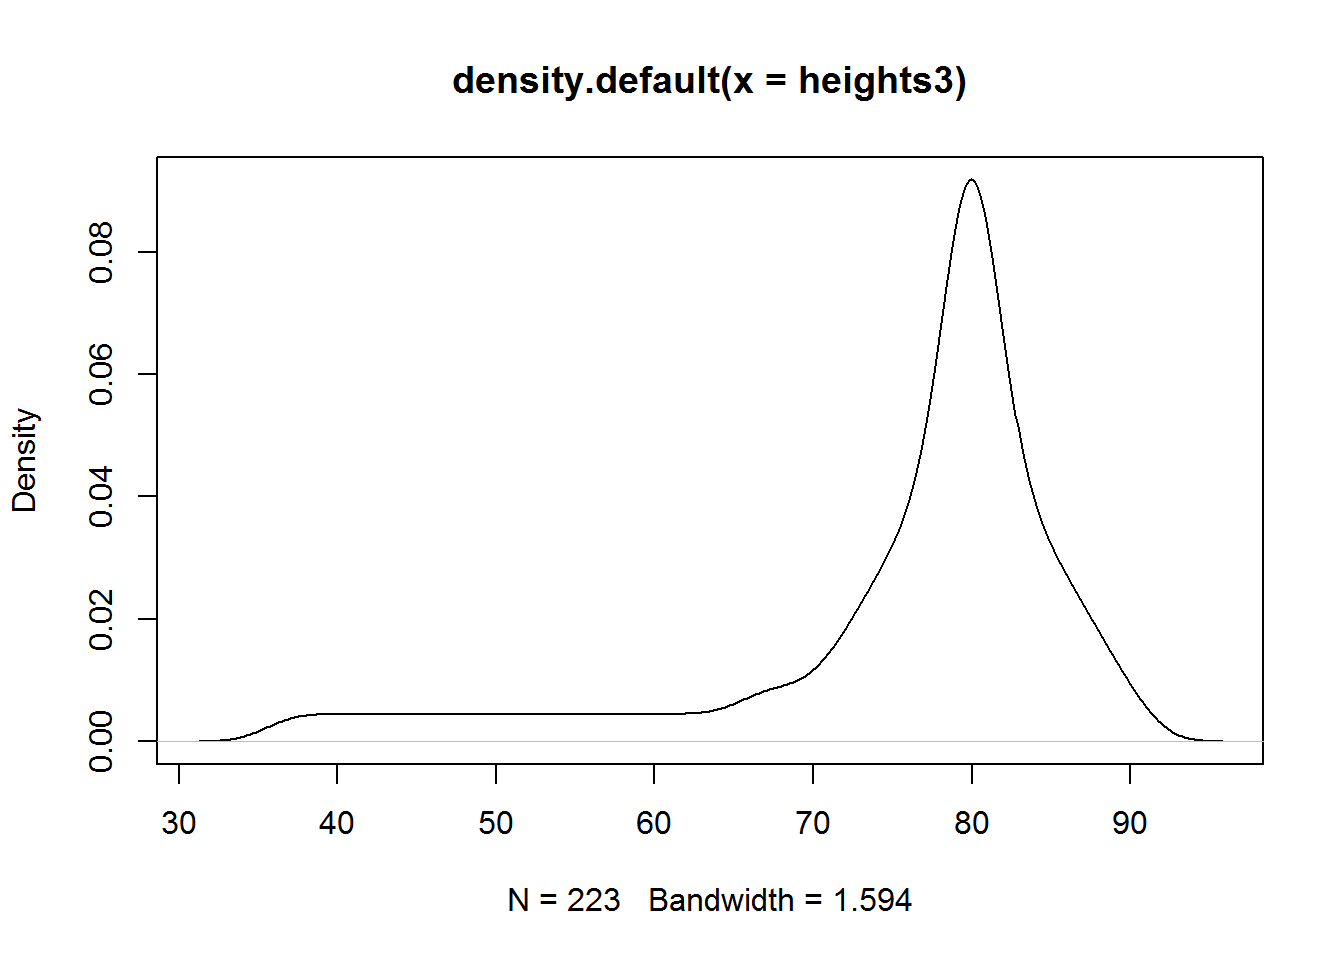 density.default(x = heights3)
Density
0.08
0.06
0.04
0.02
0.00
30 40 50 60 70 80 90
N = 223 Bandwidth = 1.594